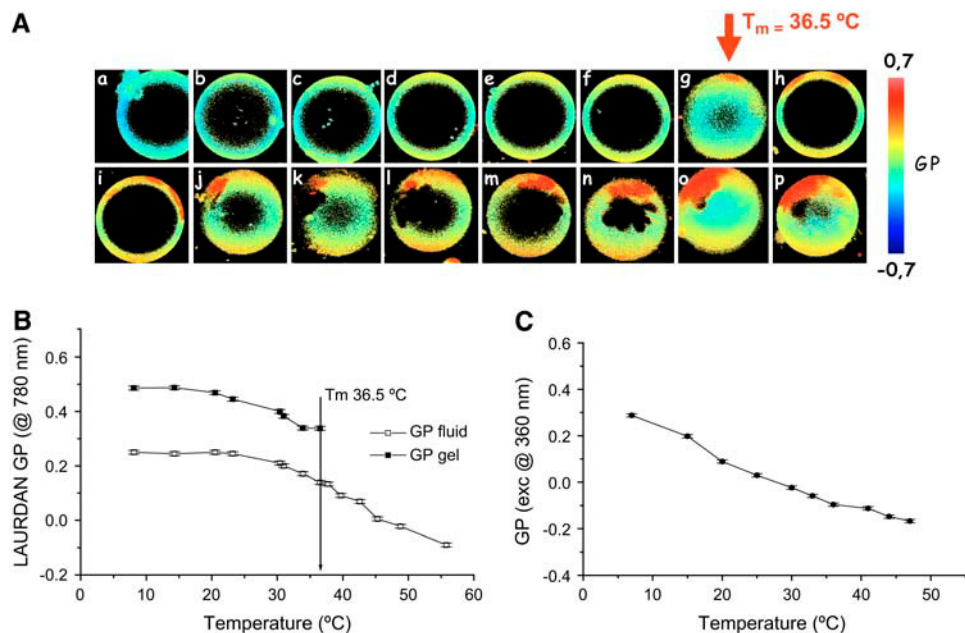 A
Tm = 36.5 ºC
a b c d e f g h
0,7
i j k l m n o p
GP
-0,7
B
C
LAURDAN GP (@ 780 nm)
0.6
0.4
0.2
0.0
-0.2
Tm 36.5 ºC
GP fluid
GP gel
0 10 20 30 40 50 60
Temperature (ºC)
GP (exc @ 360 nm)
0.6
0.4
0.2
0.0
-0.2
-0.4
0 10 20 30 40 50
Temperature (ºC)